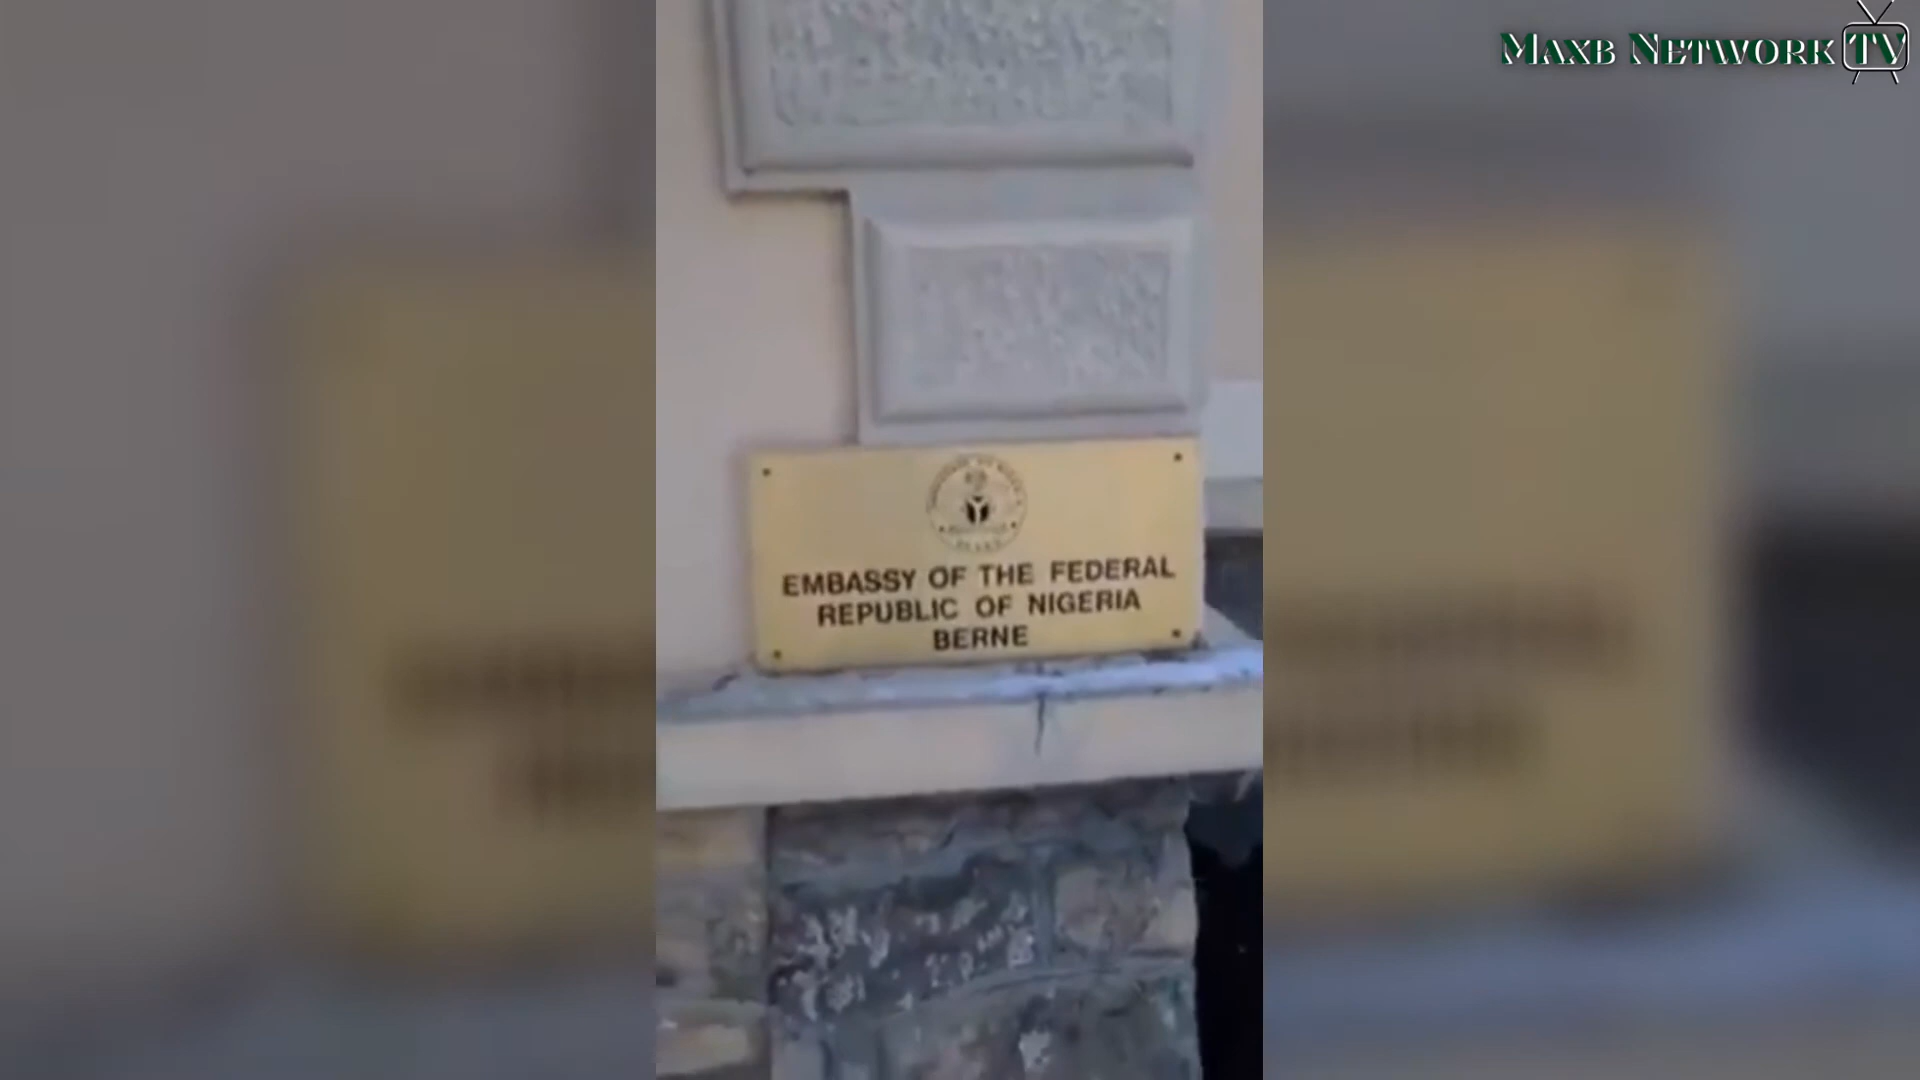 MAXB NETWORK TV
EMBASSY OF THE FEDERAL
REPUBLIC OF NIGERIA
BERNE